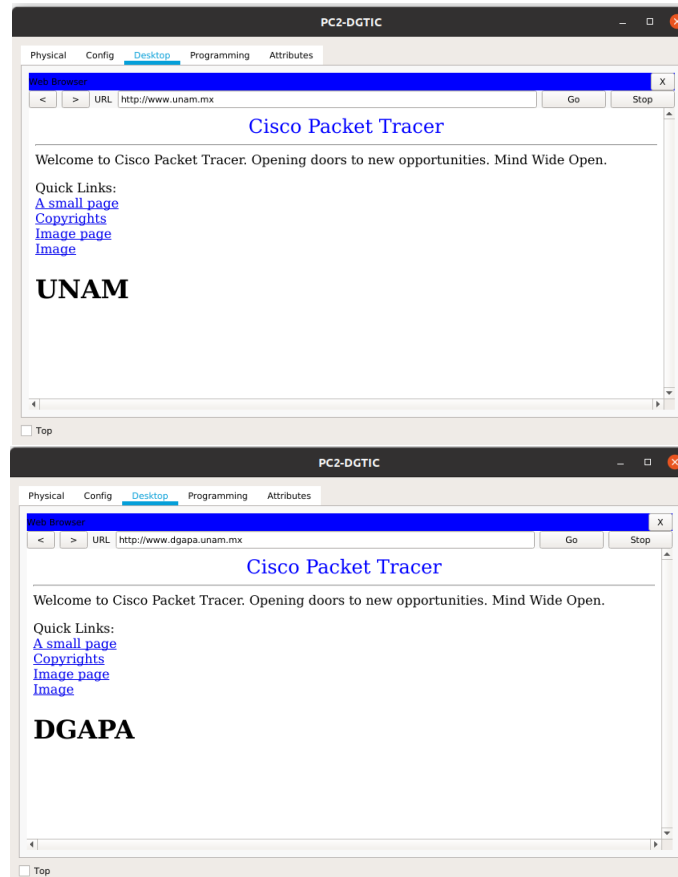 PC2-DGTIC
Physical Config Desktop Programming Attributes
Web Browser X
< > URL http://www.unam.mx Go Stop
Cisco Packet Tracer
Welcome to Cisco Packet Tracer. Opening doors to new opportunities. Mind Wide Open.
Quick Links:
A small page
Copyrights
Image page
Image
UNAM
Top
PC2-DGTIC
Physical Config Desktop Programming Attributes
Web Browser X
< > URL http://www.dgapa.unam.mx Go Stop
Cisco Packet Tracer
Welcome to Cisco Packet Tracer. Opening doors to new opportunities. Mind Wide Open.
Quick Links:
A small page
Copyrights
Image page
Image
DGAPA
Top